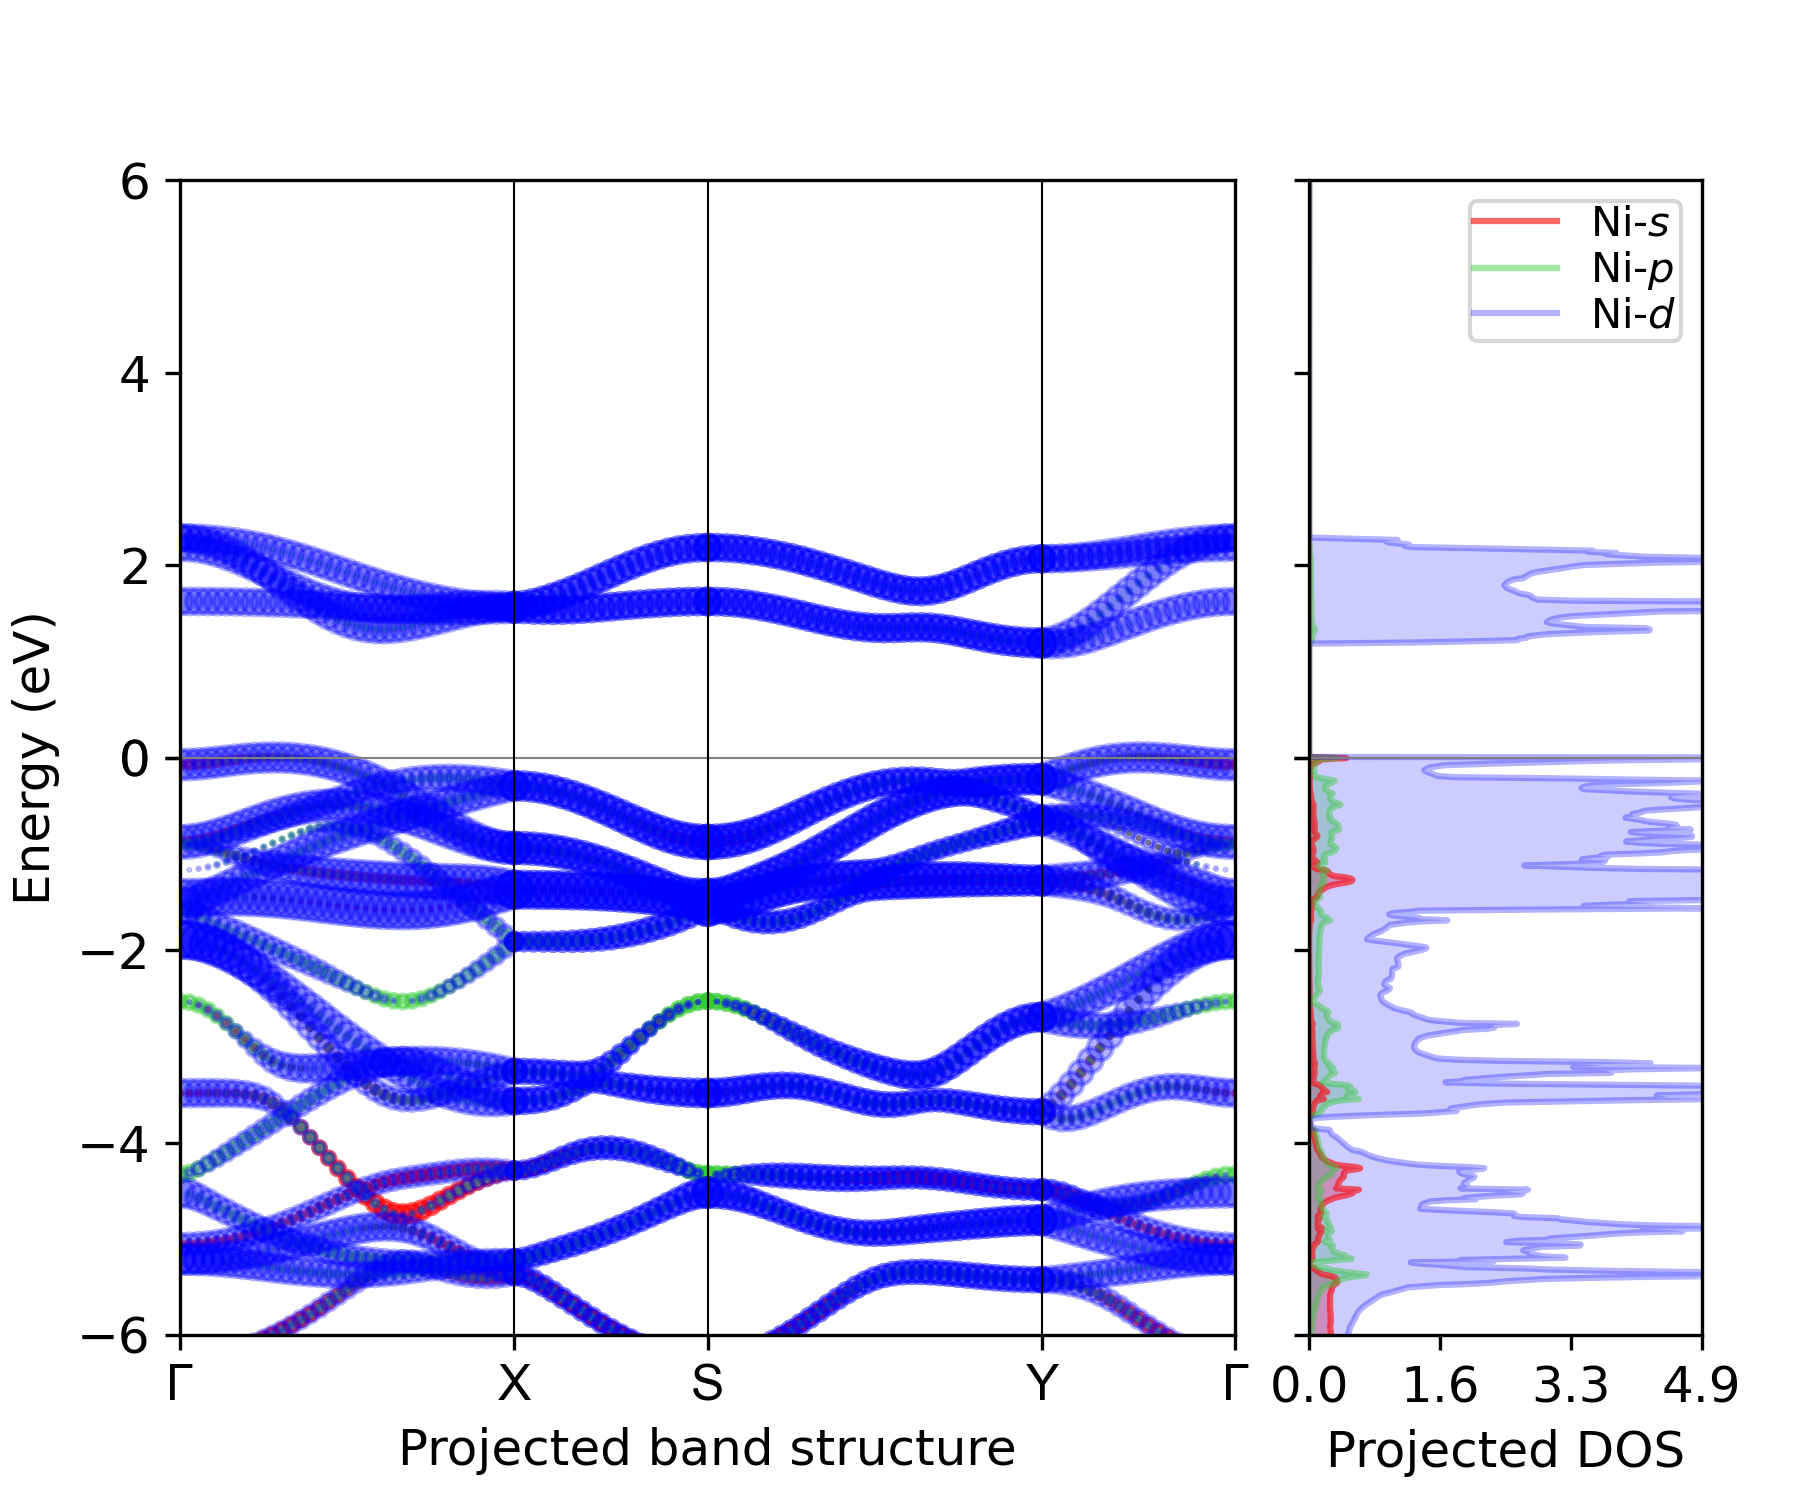 6
4
2
0
−2
−4
−6
Energy (eV)
Γ
X
S
Y
Γ
Projected band structure
Ni-s
Ni-p
Ni-d
0.0
1.6
3.3
4.9
Projected DOS